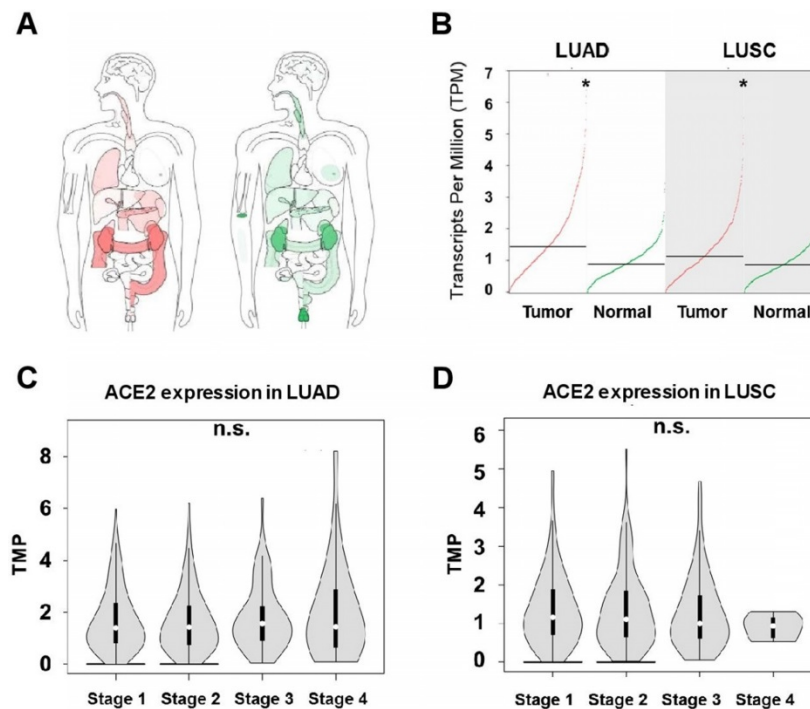 A
B
LUAD LUSC
7
6
5
4
3
2
1
0
Transcripts Per Million (TPM)
* *
Tumor Normal Tumor Normal
C
ACE2 expression in LUAD
n.s.
8
6
4
2
0
TMP
Stage 1 Stage 2 Stage 3 Stage 4
D
ACE2 expression in LUSC
n.s.
6
5
4
3
2
1
0
TMP
Stage 1 Stage 2 Stage 3 Stage 4